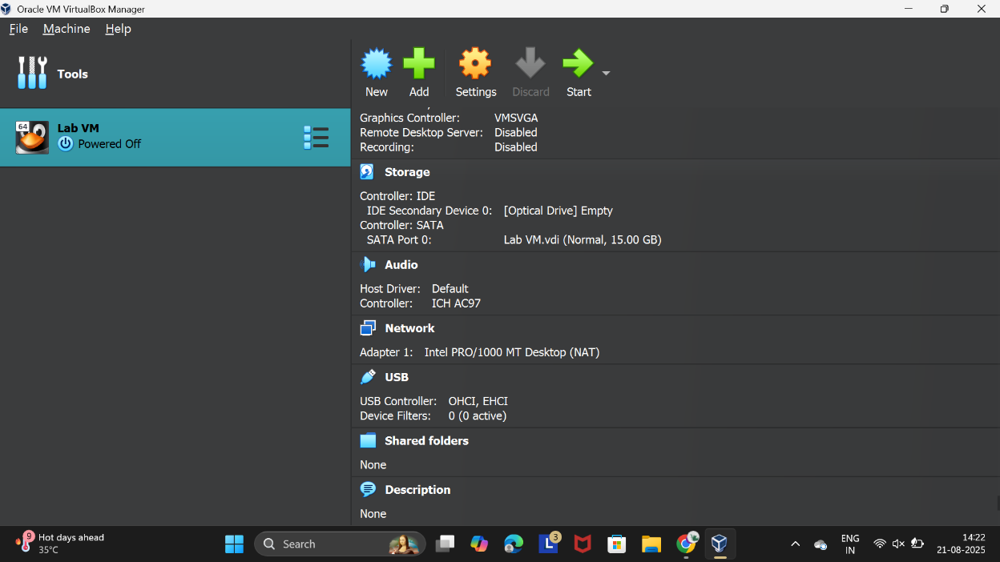 Oracle VM VirtualBox Manager
File Machine Help
Tools
New Add Settings Discard Start
64
Lab VM
Powered Off
Graphics Controller: VMSVGA
Remote Desktop Server: Disabled
Recording: Disabled
Storage
Controller: IDE
IDE Secondary Device 0: [Optical Drive] Empty
Controller: SATA
SATA Port 0: Lab VM.vdi (Normal, 15.00 GB)
Audio
Host Driver: Default
Controller: ICH AC97
Network
Adapter 1: Intel PRO/1000 MT Desktop (NAT)
USB
USB Controller: OHCI, EHCI
Device Filters: 0 (0 active)
Shared folders
None
Description
None
9
Hot days ahead
35°C
Search
L
3
ENG
IN
14:22
21-08-2025